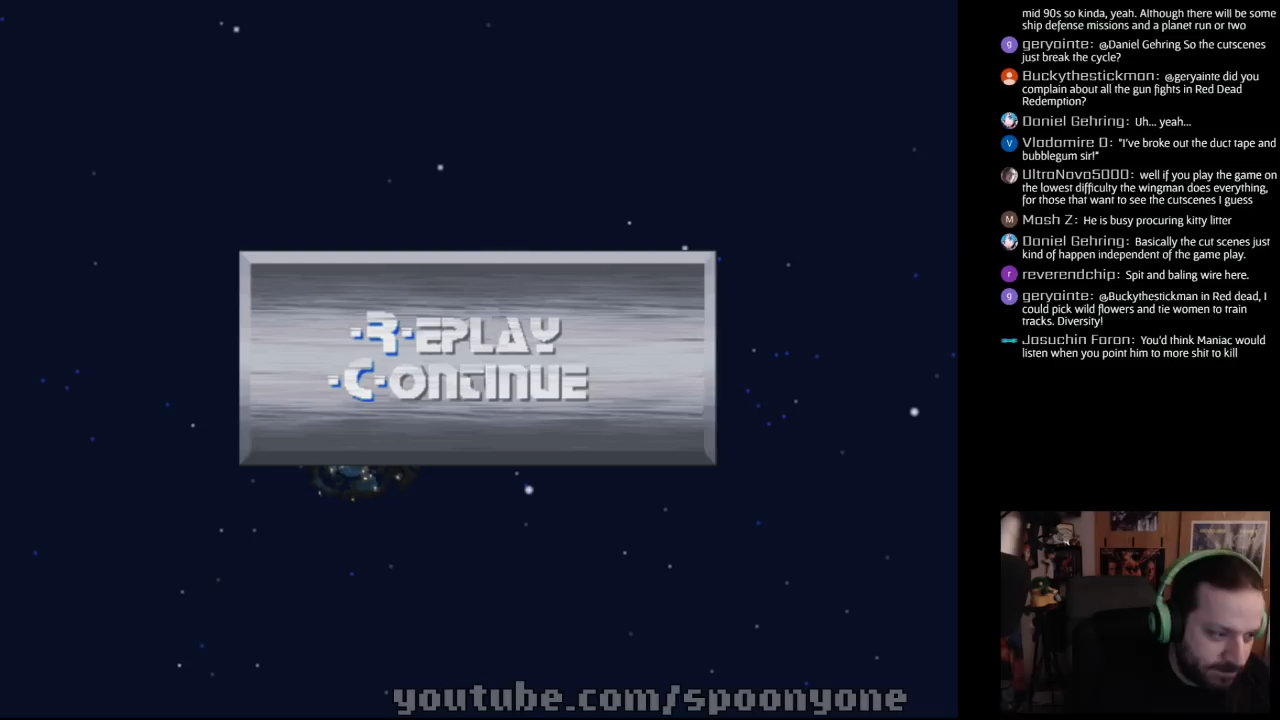 mid 90s so kinda, yeah. Although there will be some
ship defense missions and a planet run or two
geryainte: @Daniel Gehring So the cutscenes
just break the cycle?
Buckythestickman: @geryainte did you
complain about all the gun fights in Red Dead
Redemption?
Daniel Gehring: Uh... yeah...
Vladamire D: "I've broke out the duct tape and
bubblegum sir!"
UltraNova5000: well if you play the game on
the lowest difficulty the wingman does everything,
for those that want to see the cutscenes I guess
Mash Z: He is busy procuring kitty litter
Daniel Gehring: Basically the cut scenes just
kind of happen independent of the game play.
reverendchip: Spit and baling wire here.
geryainte: @Buckythestickman in Red dead, I
could pick wild flowers and tie women to train
tracks. Diversity!
Josuchin Faron: You'd think Maniac would
listen when you point him to more shit to kill
-R-EPLAY
-C-ONTINUE
youtube.com/spoonyone